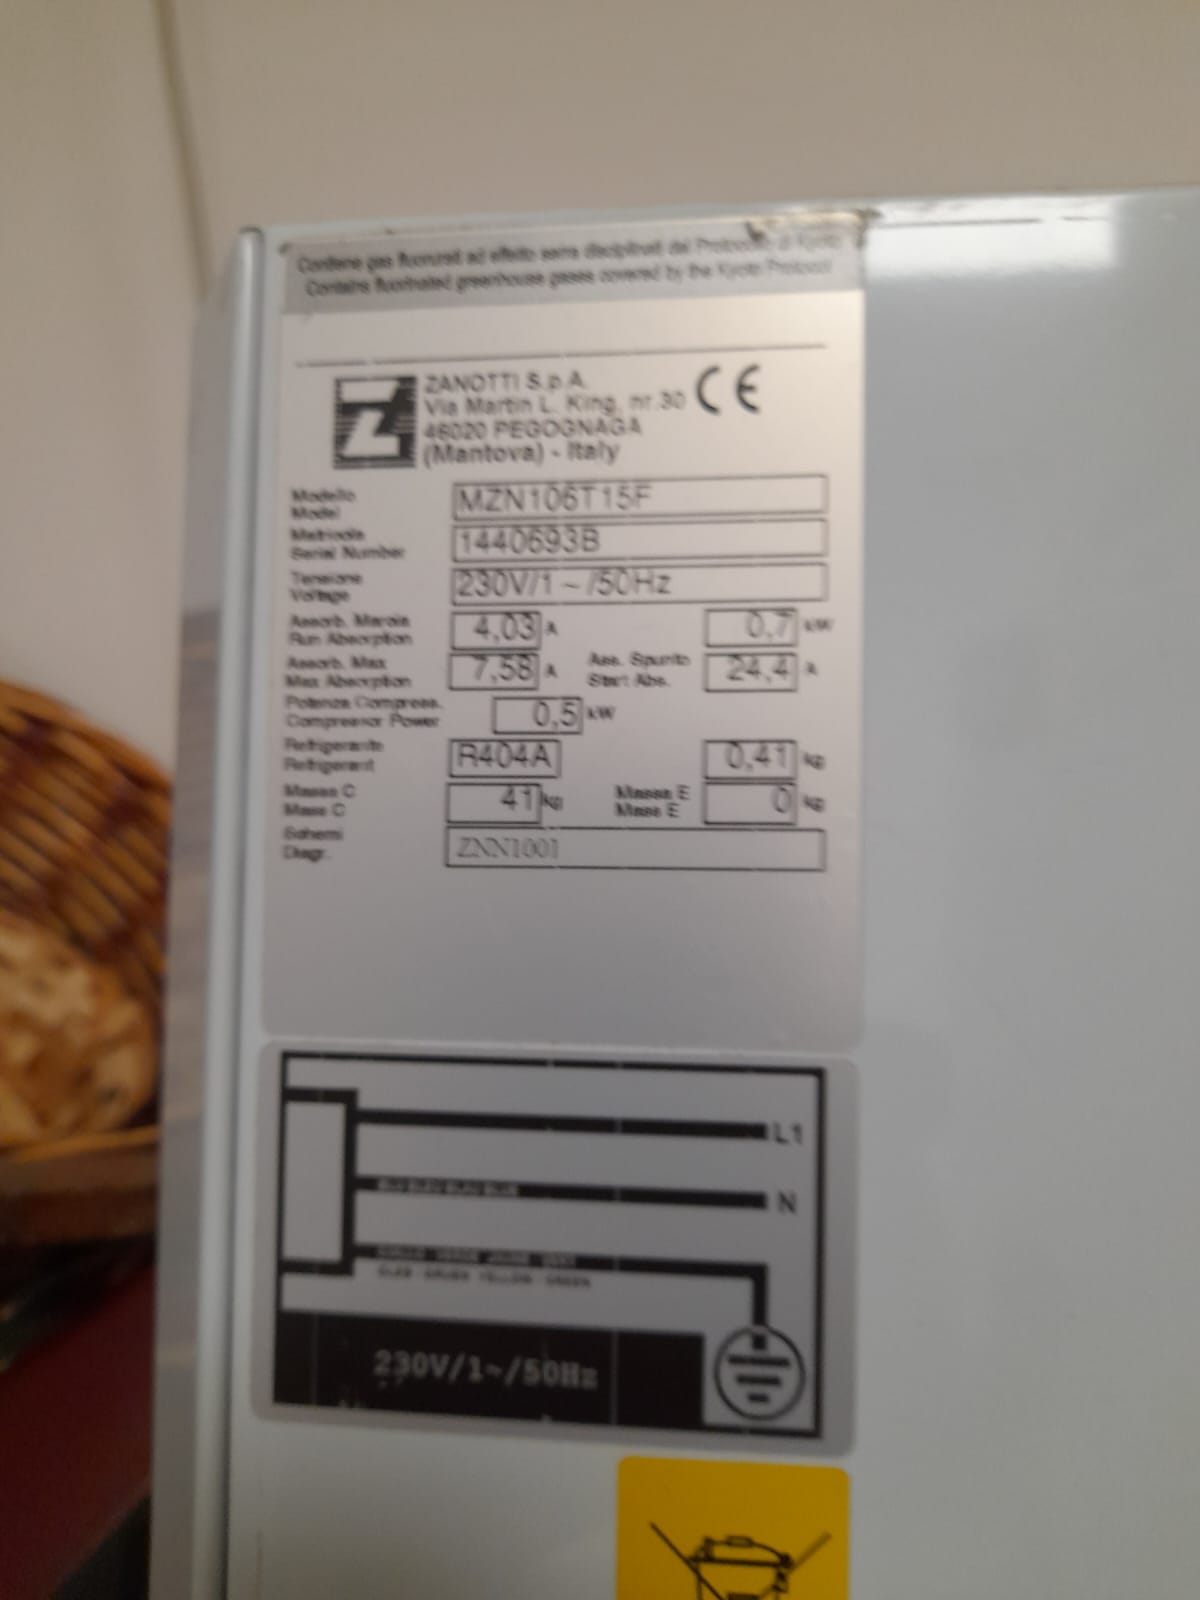 Contiene gas fluorurati ad effetto serra disciplinati dal Protocollo di Kyoto
Contains fluorinated greenhouse gases covered by the Kyoto Protocol
ZANOTTI S.p.A.
Via Martin L. King, nr.30
46020 PEGOGNAGA
(Mantova) - Italy
CE
Modello
Model
MZN106T15F
Matricola
Serial Number
1440693B
Tensione
Voltage
230V/1 ~ /50Hz
Assorb. Marcia
Run Absorption
4,03 A
0,7 kW
Assorb. Max
Max Absorption
7,58 A
Ass. Spunto
Start Abs.
24,4 A
Potenza Compress.
Compressor Power
0,5 kW
Refrigerante
Refrigerant
R404A
0,41 kg
Massa C
Mass C
41 kg
Massa E
Mass E
0 kg
Schemi
Diagr.
ZNN1001
L1
N
YELLOW - GREEN
230V/1~/50Hz